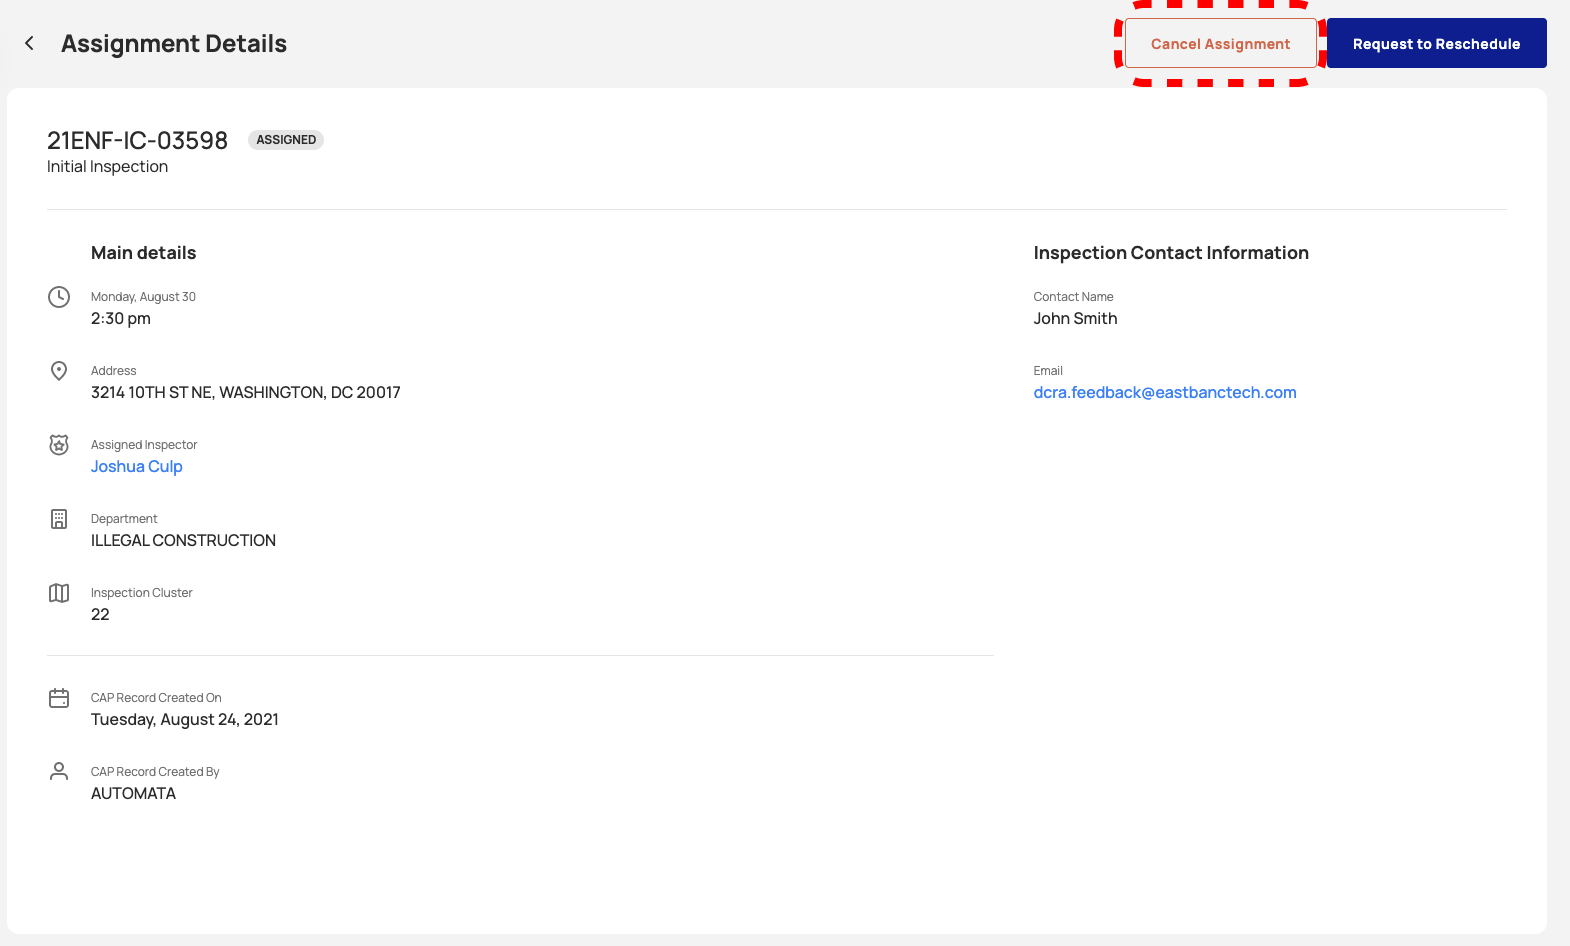 Assignment Details
Cancel Assignment
Request to Reschedule
21ENF-IC-03598
ASSIGNED
Initial Inspection
Main details
Monday, August 30
2:30 pm
Address
3214 10TH ST NE, WASHINGTON, DC 20017
Assigned Inspector
Joshua Culp
Department
ILLEGAL CONSTRUCTION
Inspection Cluster
22
CAP Record Created On
Tuesday, August 24, 2021
CAP Record Created By
AUTOMATA
Inspection Contact Information
Contact Name
John Smith
Email
dcra.feedback@eastbanctech.com